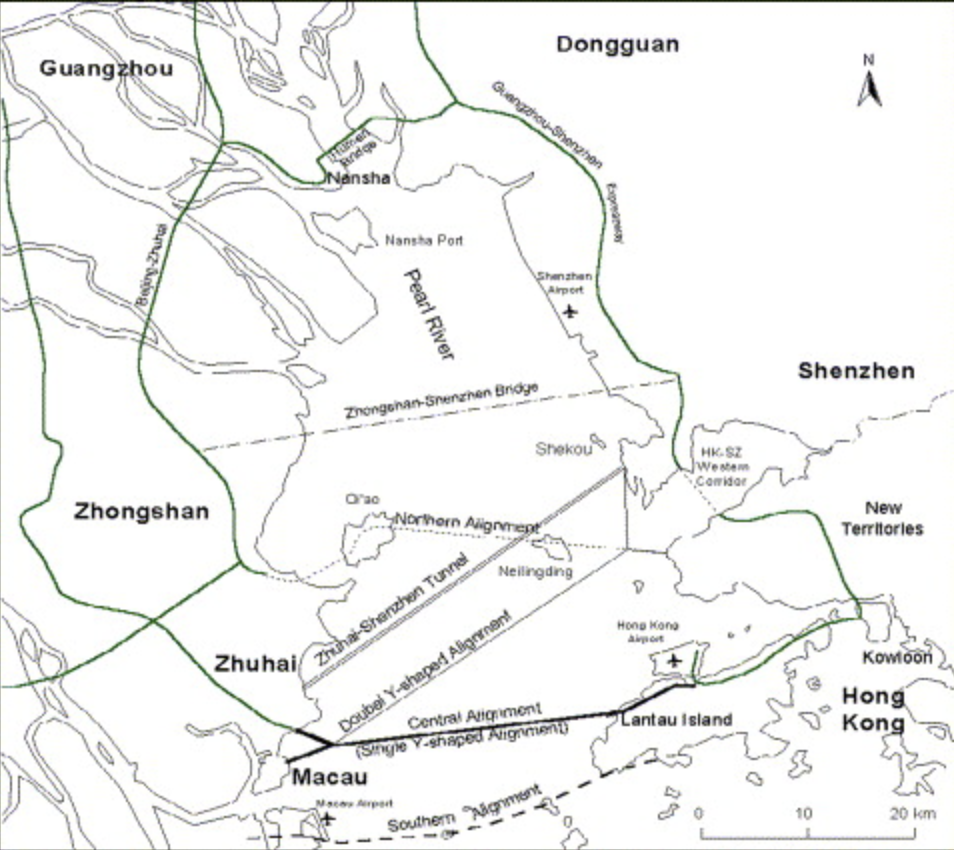 Dongguan
Guangzhou
N
Guangzhou-Shenzhen
Expressway
Humen
Bridge
Nansha
Nansha Port
Beijing-Zhuhai
Pearl River
Shenzhen
Airport
Shenzhen
Zhongshan-Shenzhen Bridge
Shekou
HK-SZ
Western
Corridor
Zhongshan
Qi'ao
Northern Alignment
New
Territories
Neilingding
Zhuhai-Shenzhen Tunnel
Doubel Y-shaped Alignment
Hong Kong
Airport
Zhuhai
Kowloon
Hong
Kong
Central Alignment
(Single Y-shaped Alignment)
Lantau Island
Macau
Macau Airport
Southern Alignment
0 10 20 km